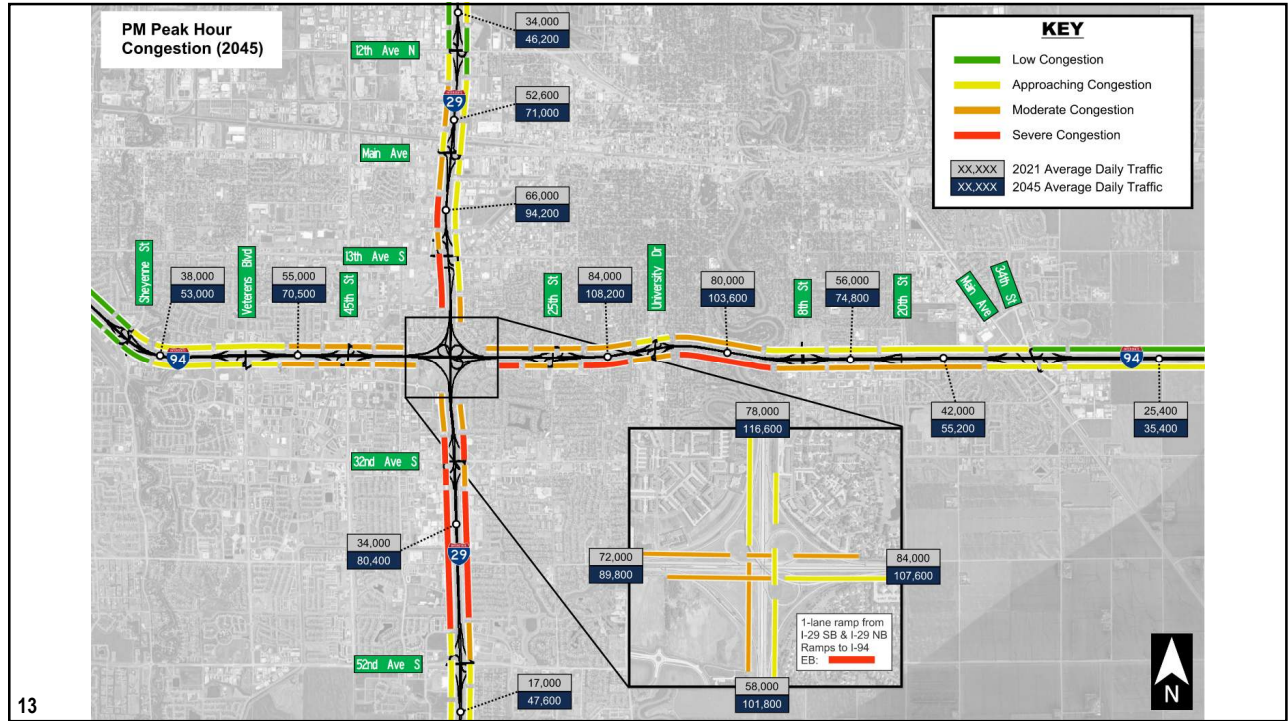 PM Peak Hour
Congestion (2045)
KEY
Low Congestion
Approaching Congestion
Moderate Congestion
Severe Congestion
XX,XXX 2021 Average Daily Traffic
XX,XXX 2045 Average Daily Traffic
34,000
46,200
12th Ave N
29
52,600
71,000
Main Ave
66,000
94,200
13th Ave S
Sheyenne St
38,000
53,000
Veterens Blvd
55,000
70,500
45th St
25th St
84,000
108,200
University Dr
80,000
103,600
8th St
56,000
74,800
20th St
Main Ave
34th St
94
94
42,000
55,200
25,400
35,400
32nd Ave S
34,000
80,400
29
52nd Ave S
17,000
47,600
78,000
116,600
72,000
89,800
84,000
107,600
1-lane ramp from
I-29 SB & I-29 NB
Ramps to I-94
EB:
58,000
101,800
N
13